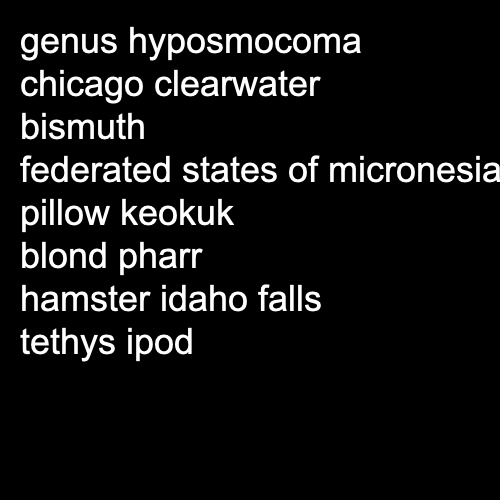 genus hyposmocoma
chicago clearwater
bismuth
federated states of micronesia
pillow keokuk
blond pharr
hamster idaho falls
tethys ipod